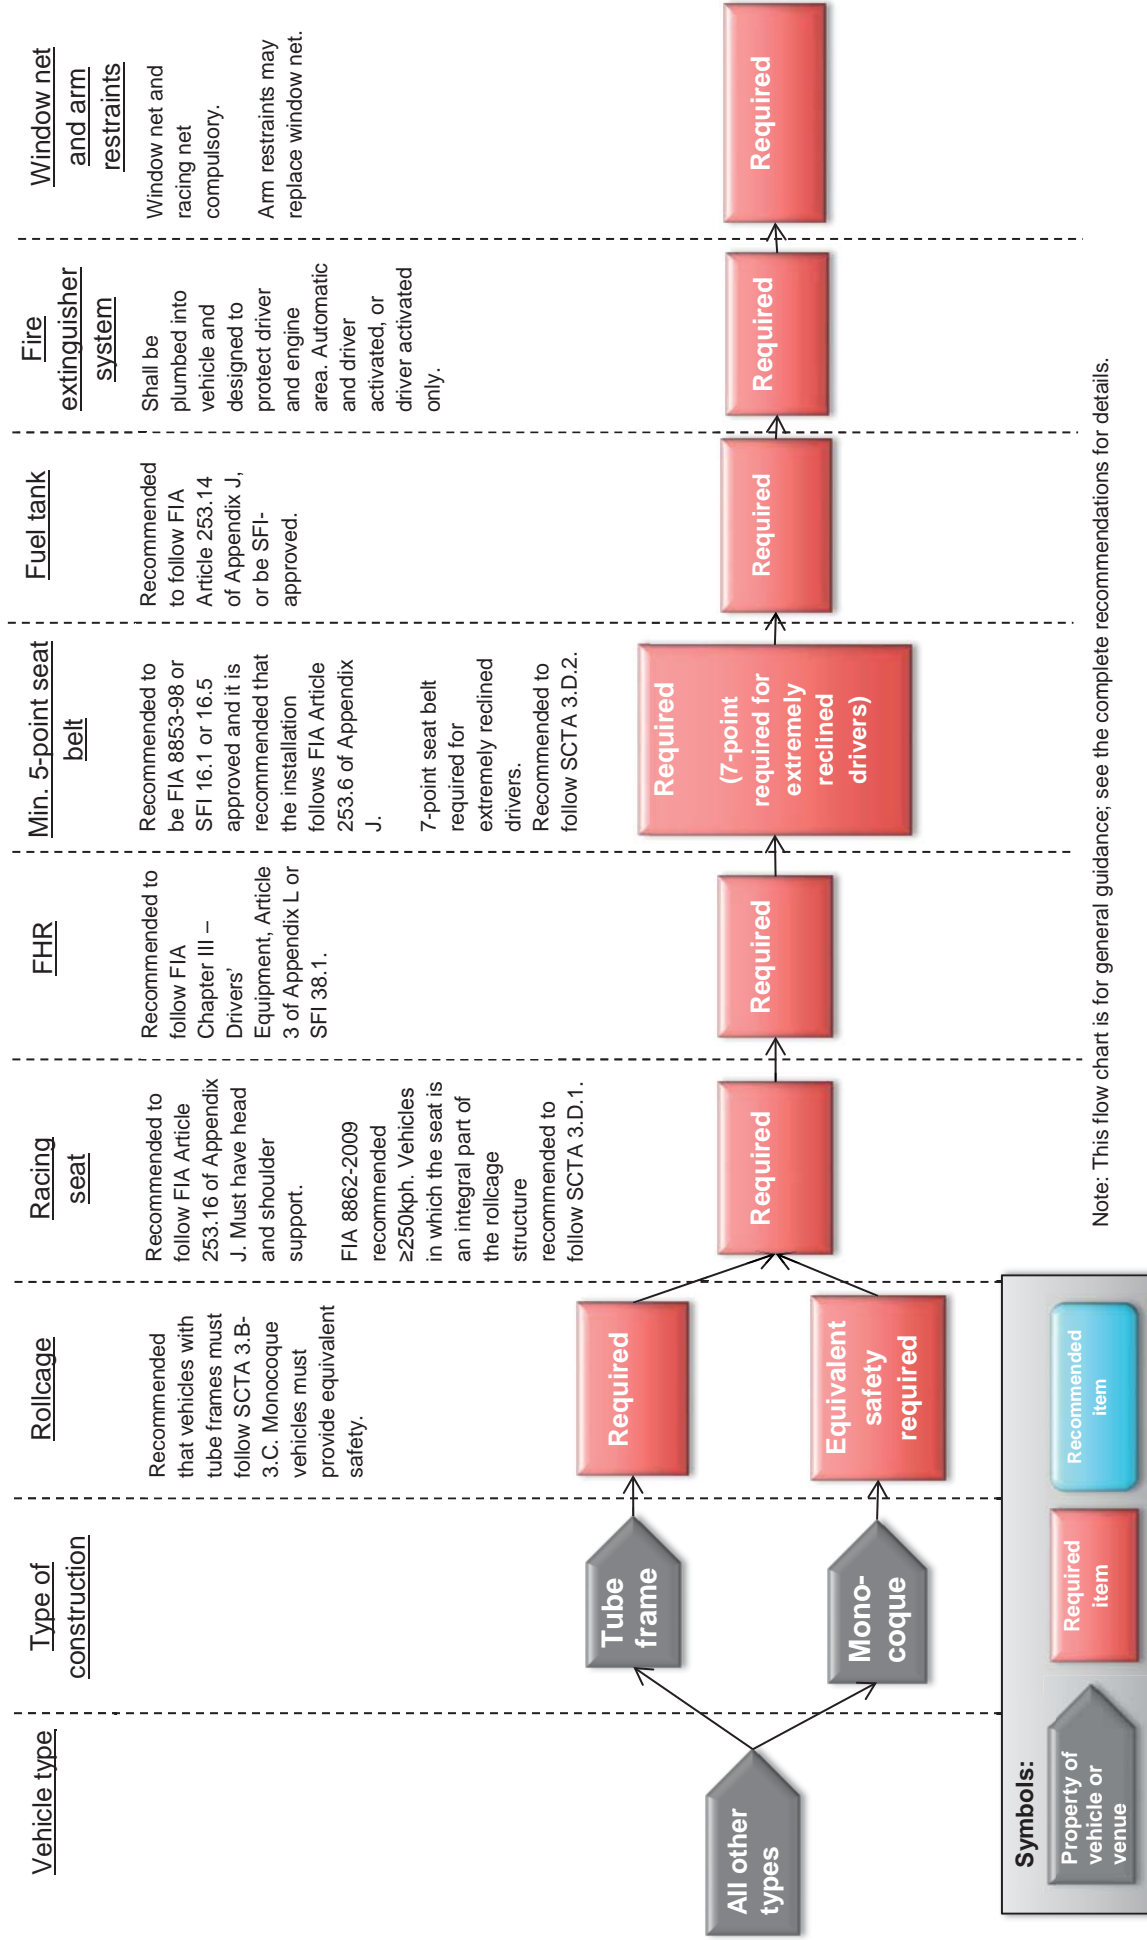 Vehicle type
Type of
construction
Rollcage
Racing
seat
FHR
Min. 5-point seat
belt
Fuel tank
Fire
extinguisher
system
Window net
and arm
restraints
Recommended
that vehicles with
tube frames must
follow SCTA 3.B-
3.C. Monocoque
vehicles must
provide equivalent
safety.
Recommended to
follow FIA Article
253.16 of Appendix
J. Must have head
and shoulder
support.
FIA 8862-2009
recommended
≥250kph. Vehicles
in which the seat is
an integral part of
the rollcage
structure
recommended to
follow SCTA 3.D.1.
Recommended to
follow FIA
Chapter III –
Drivers’
Equipment, Article
3 of Appendix L or
SFI 38.1.
Recommended to
be FIA 8853-98 or
SFI 16.1 or 16.5
approved and it is
recommended that
the installation
follows FIA Article
253.6 of Appendix
J.
7-point seat belt
required for
extremely reclined
drivers.
Recommended to
follow SCTA 3.D.2.
Recommended
to follow FIA
Article 253.14
of Appendix J,
or be SFI-
approved.
Shall be
plumbed into
vehicle and
designed to
protect driver
and engine
area. Automatic
and driver
activated, or
driver activated
only.
Window net and
racing net
compulsory.
Arm restraints may
replace window net.
All other
types
Tube
frame
Mono-
coque
Required
Equivalent
safety
required
Required
Required
Required
(7-point
required for
extremely
reclined
drivers)
Required
Required
Required
Symbols:
Property of
vehicle or
venue
Required
item
Recommended
item
Note: This flow chart is for general guidance; see the complete recommendations for details.